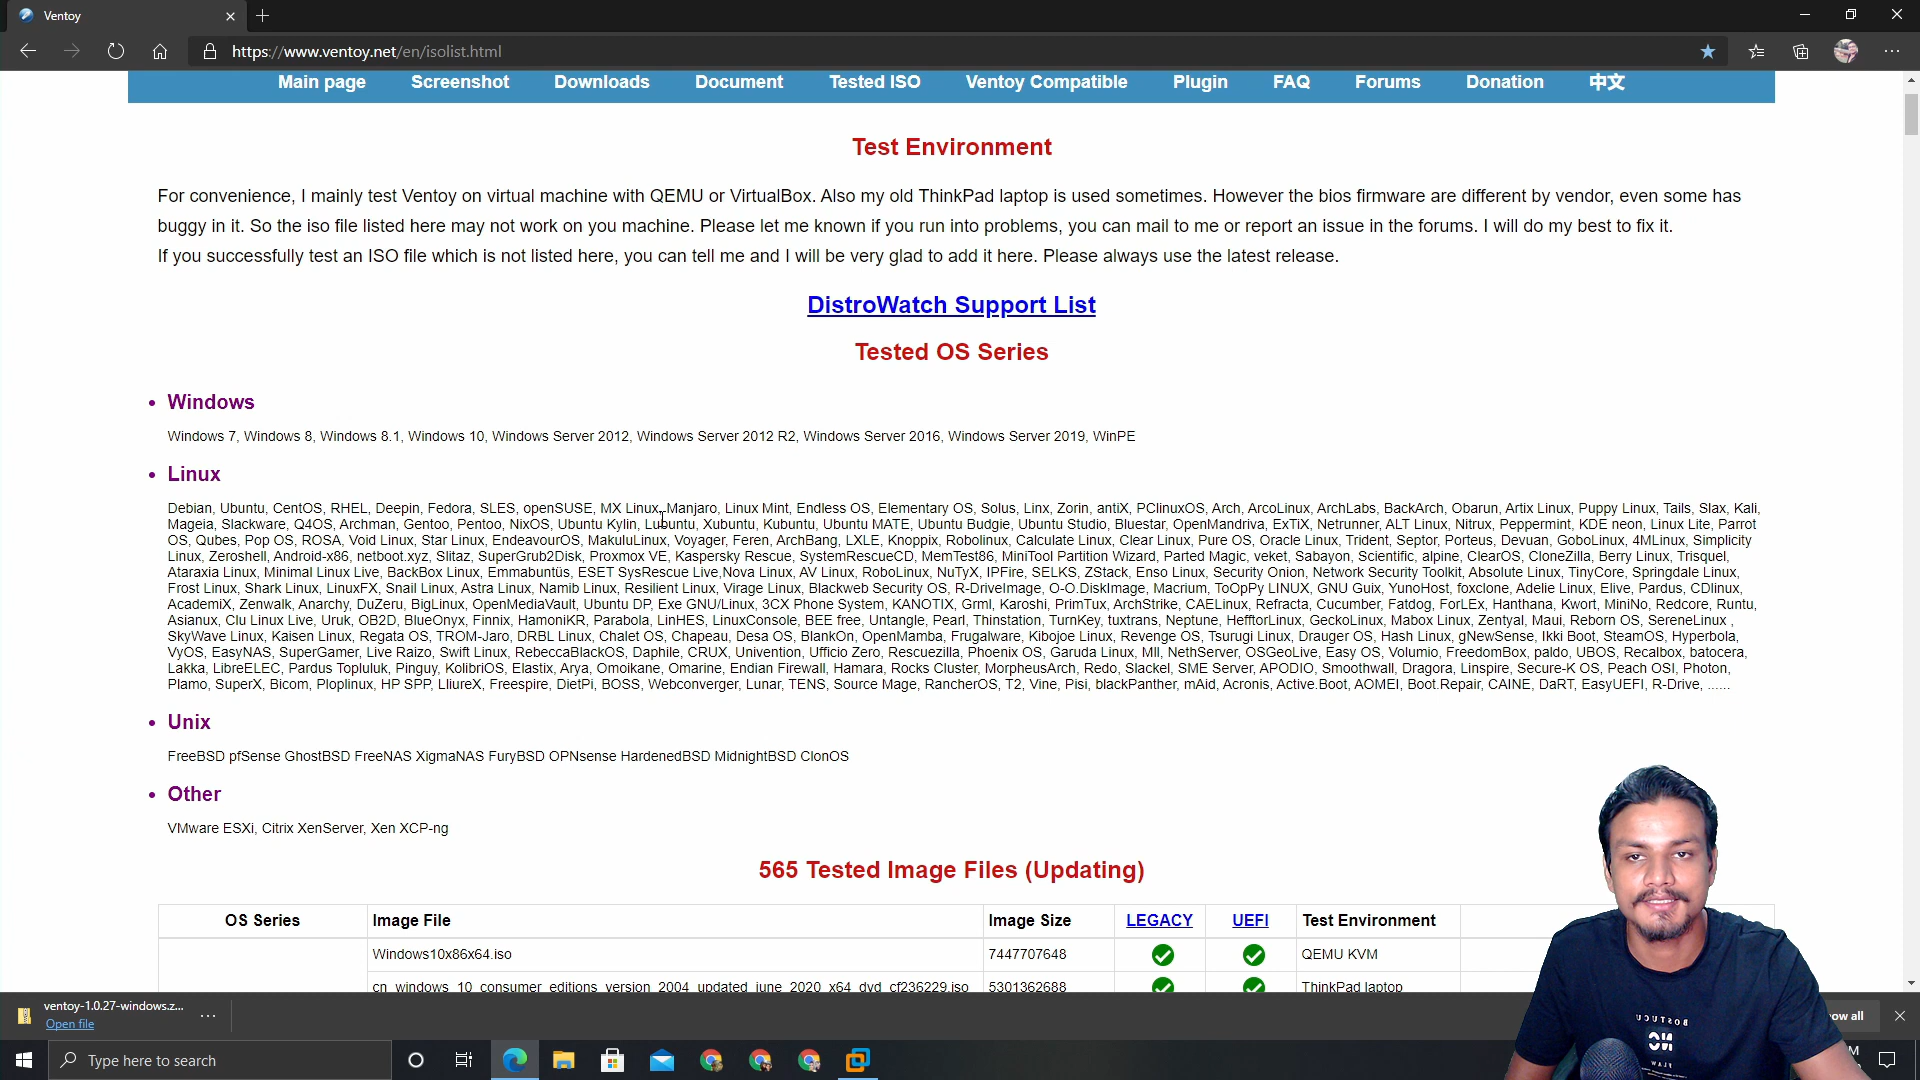 Ventoy
https://www.ventoy.net/en/isolist.html
Main page Screenshot Downloads Document Tested ISO Ventoy Compatible Plugin FAQ Forums Donation 中文
Test Environment
For convenience, I mainly test Ventoy on virtual machine with QEMU or VirtualBox. Also my old ThinkPad laptop is used sometimes. However the bios firmware are different by vendor, even some has
buggy in it. So the iso file listed here may not work on you machine. Please let me known if you run into problems, you can mail to me or report an issue in the forums. I will do my best to fix it.
If you successfully test an ISO file which is not listed here, you can tell me and I will be very glad to add it here. Please always use the latest release.
DistroWatch Support List
Tested OS Series
• Windows
Windows 7, Windows 8, Windows 8.1, Windows 10, Windows Server 2012, Windows Server 2012 R2, Windows Server 2016, Windows Server 2019, WinPE
• Linux
Debian, Ubuntu, CentOS, RHEL, Deepin, Fedora, SLES, openSUSE, MX Linux, Manjaro, Linux Mint, Endless OS, Elementary OS, Solus, Linx, Zorin, antiX, PClinuxOS, Arch, ArcoLinux, ArchLabs, BackArch, Obarun, Artix Linux, Puppy Linux, Tails, Slax, Kali,
Mageia, Slackware, Q4OS, Archman, Gentoo, Pentoo, NixOS, Ubuntu Kylin, Lubuntu, Xubuntu, Kubuntu, Ubuntu MATE, Ubuntu Budgie, Ubuntu Studio, Bluestar, OpenMandriva, ExTiX, Netrunner, ALT Linux, Nitrux, Peppermint, KDE neon, Linux Lite, Parrot
OS, Qubes, Pop OS, ROSA, Void Linux, Star Linux, EndeavourOS, MakuluLinux, Voyager, Feren, ArchBang, LXLE, Knoppix, Robolinux, Calculate Linux, Clear Linux, Pure OS, Oracle Linux, Trident, Septor, Porteus, Devuan, GoboLinux, 4MLinux, Simplicity
Linux, Zeroshell, Android-x86, netboot.xyz, Slitaz, SuperGrub2Disk, Proxmox VE, Kaspersky Rescue, SystemRescueCD, MemTest86, MiniTool Partition Wizard, Parted Magic, veket, Sabayon, Scientific, alpine, ClearOS, CloneZilla, Berry Linux, Trisquel,
Ataraxia Linux, Minimal Linux Live, BackBox Linux, Emmabuntüs, ESET SysRescue Live,Nova Linux, AV Linux, RoboLinux, NuTyX, IPFire, SELKS, ZStack, Enso Linux, Security Onion, Network Security Toolkit, Absolute Linux, TinyCore, Springdale Linux,
Frost Linux, Shark Linux, LinuxFX, Snail Linux, Astra Linux, Namib Linux, Resilient Linux, Virage Linux, Blackweb Security OS, R-DriveImage, O-O.DiskImage, Macrium, ToOpPy LINUX, GNU Guix, YunoHost, foxclone, Adelie Linux, Elive, Pardus, CDlinux,
AcademiX, Zenwalk, Anarchy, DuZeru, BigLinux, OpenMediaVault, Ubuntu DP, Exe GNU/Linux, 3CX Phone System, KANOTIX, Grml, Karoshi, PrimTux, ArchStrike, CAELinux, Refracta, Cucumber, Fatdog, ForLEx, Hanthana, Kwort, MiniNo, Redcore, Runtu,
Asianux, Clu Linux Live, Uruk, OB2D, BlueOnyx, Finnix, HamoniKR, Parabola, LinHES, LinuxConsole, BEE free, Untangle, Pearl, Thinstation, TurnKey, tuxtrans, Neptune, HefftorLinux, GeckoLinux, Mabox Linux, Zentyal, Maui, Reborn OS, SereneLinux ,
SkyWave Linux, Kaisen Linux, Regata OS, TROM-Jaro, DRBL Linux, Chalet OS, Chapeau, Desa OS, BlankOn, OpenMamba, Frugalware, Kibojoe Linux, Revenge OS, Tsurugi Linux, Drauger OS, Hash Linux, gNewSense, Ikki Boot, SteamOS, Hyperbola,
VyOS, EasyNAS, SuperGamer, Live Raizo, Swift Linux, RebeccaBlackOS, Daphile, CRUX, Univention, Ufficio Zero, Rescuezilla, Phoenix OS, Garuda Linux, Mll, NethServer, OSGeoLive, Easy OS, Volumio, FreedomBox, paldo, UBOS, Recalbox, batocera,
Lakka, LibreELEC, Pardus Topluluk, Pinguy, KolibriOS, Elastix, Arya, Omoikane, Omarine, Endian Firewall, Hamara, Rocks Cluster, MorpheusArch, Redo, Slackel, SME Server, APODIO, Smoothwall, Dragora, Linspire, Secure-K OS, Peach OSI, Photon,
Plamo, SuperX, Bicom, Ploplinux, HP SPP, LliureX, Freespire, DietPi, BOSS, Webconverger, Lunar, TENS, Source Mage, RancherOS, T2, Vine, Pisi, blackPanther, mAid, Acronis, Active.Boot, AOMEI, Boot.Repair, CAINE, DaRT, EasyUEFI, R-Drive, ......
• Unix
FreeBSD pfSense GhostBSD FreeNAS XigmaNAS FuryBSD OPNsense HardenedBSD MidnightBSD ClonOS
• Other
VMware ESXi, Citrix XenServer, Xen XCP-ng
565 Tested Image Files (Updating)
OS Series Image File Image Size LEGACY UEFI Test Environment
Windows10x86x64.iso 7447707648 QEMU KVM
cn_windows_10_consumer_editions_version_2004_updated_june_2020_x64_dvd_cf236229.iso 5301362688 ThinkPad laptop
ventoy-1.0.27-windows.z...
Open file
ow all
Type here to search